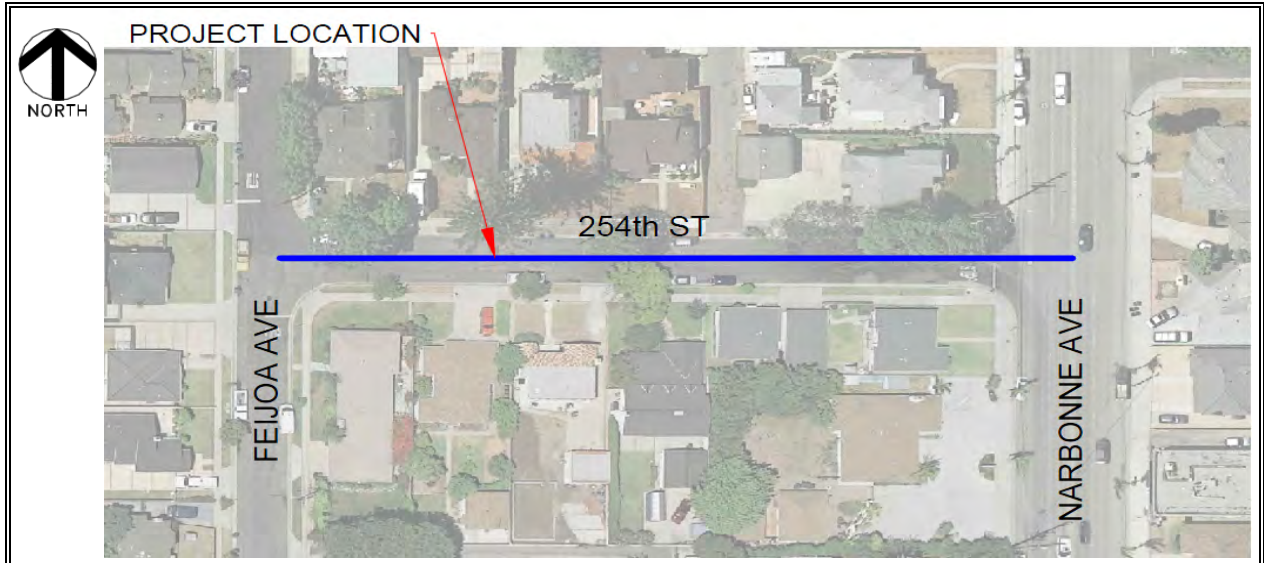 PROJECT LOCATION
NORTH
254th ST
FEIJOA AVE
NARBONNE AVE